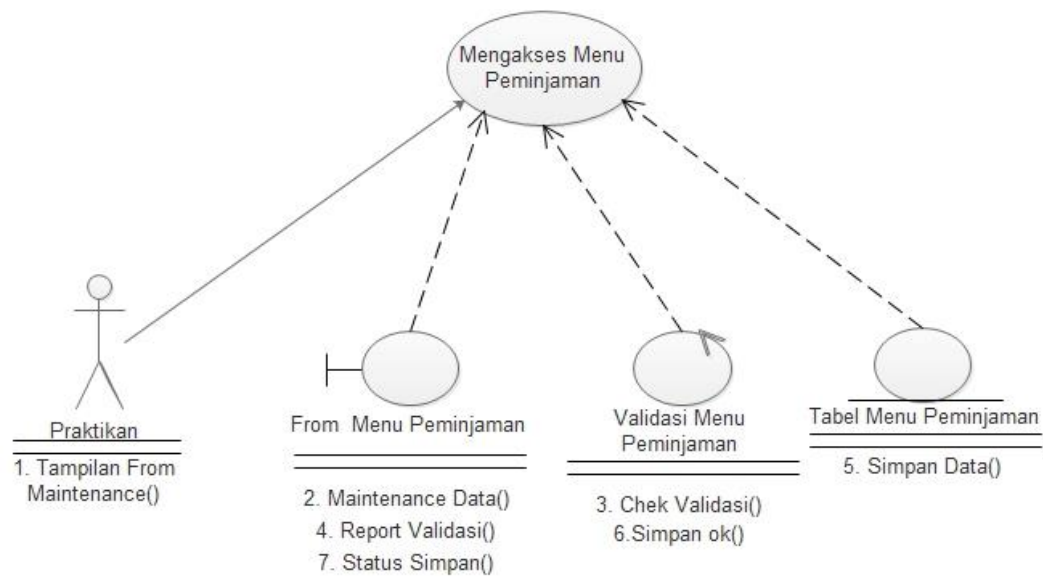 Mengakses Menu
Peminjaman
Praktikan
1. Tampilan From
Maintenance()
From Menu Peminjaman
2. Maintenance Data()
4. Report Validasi()
7. Status Simpan()
Validasi Menu
Peminjaman
3. Chek Validasi()
6.Simpan ok()
Tabel Menu Peminjaman
5. Simpan Data()